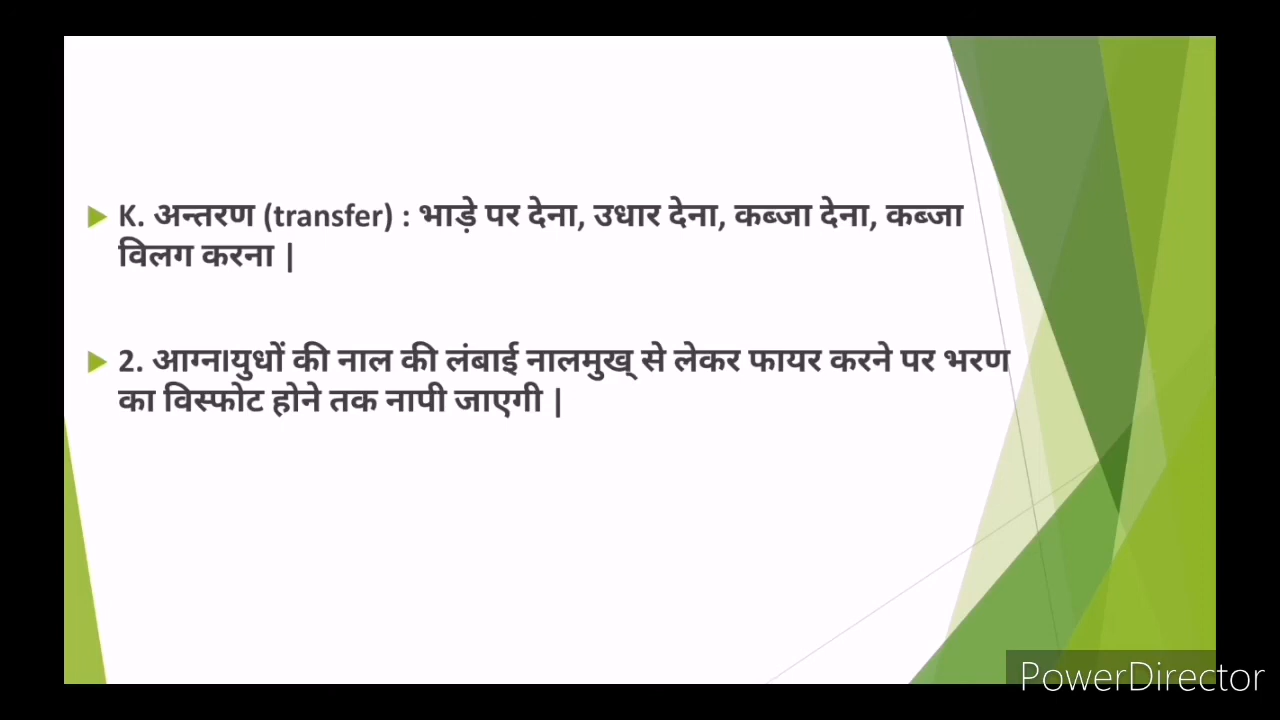 K. अन्तरण (transfer) : भाड़े पर देना, उधार देना, कब्जा देना, कब्जा
विलग करना |
2. आग्नlयुधों की नाल की लंबाई नालमुख् से लेकर फायर करने पर भरण
का विस्फोट होने तक नापी जाएगी |
PowerDirector